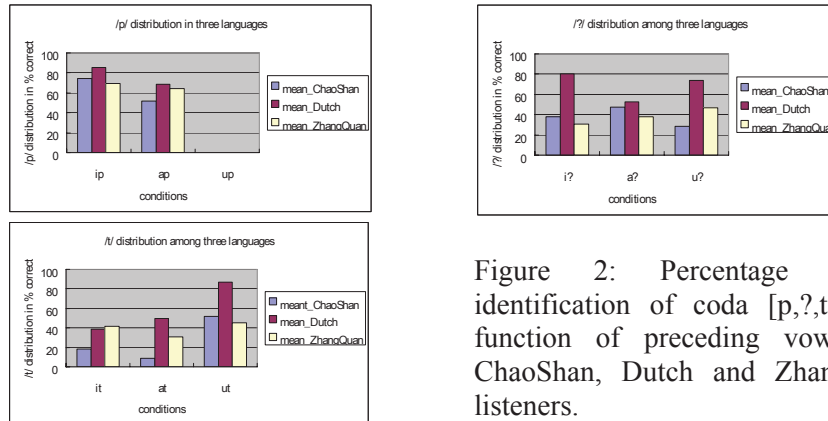 /p/ distribution in three languages
/p/ distribution in % correct
100
80
60
40
20
0
ip ap up
conditions
mean_ChaoShan
mean_Dutch
mean_ZhangQuan
/?/ distribution among three languages
/?/ distribution in % correct
100
80
60
40
20
0
i? a? u?
conditions
mean_ChaoShan
mean_Dutch
mean_ZhangQua
/t/ distribution among three languages
/t/ distribution in % correct
100
80
60
40
20
0
it at ut
conditions
meant_ChaoShan
mean_Dutch
mean_ZhangQuan
Figure 2: Percentage
identification of coda [p,?,t
function of preceding vow
ChaoShan, Dutch and Zhan
listeners.